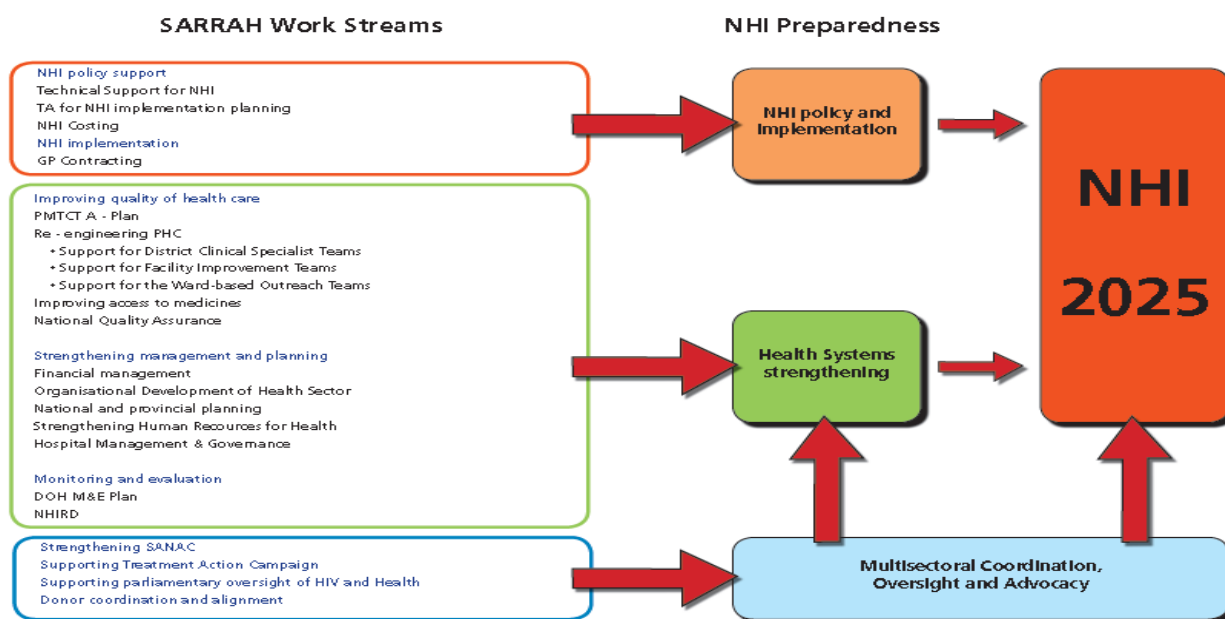 SARRAH Work Streams
NHI Preparedness
NHI policy support
Technical Support for NHI
TA for NHI implementation planning
NHI Costing
NHI implementation
GP Contracting
NHI policy and
Implementation
NHI
2025
Improving quality of health care
PMTCT A - Plan
Re - engineering PHC
• Support for District Clinical Specialist Teams
• Support for Facility Improvement Teams
• Support for the Ward-based Outreach Teams
Improving access to medicines
National Quality Assurance
Strengthening management and planning
Financial management
Organisational Development of Health Sector
National and provincial planning
Strengthening Human Resources for Health
Hospital Management & Governance
Monitoring and evaluation
DOH M&E Plan
NHIRD
Health Systems
strengthening
Strengthening SANAC
Supporting Treatment Action Campaign
Supporting parliamentary oversight of HIV and Health
Donor coordination and alignment
Multisectoral Coordination,
Oversight and Advocacy